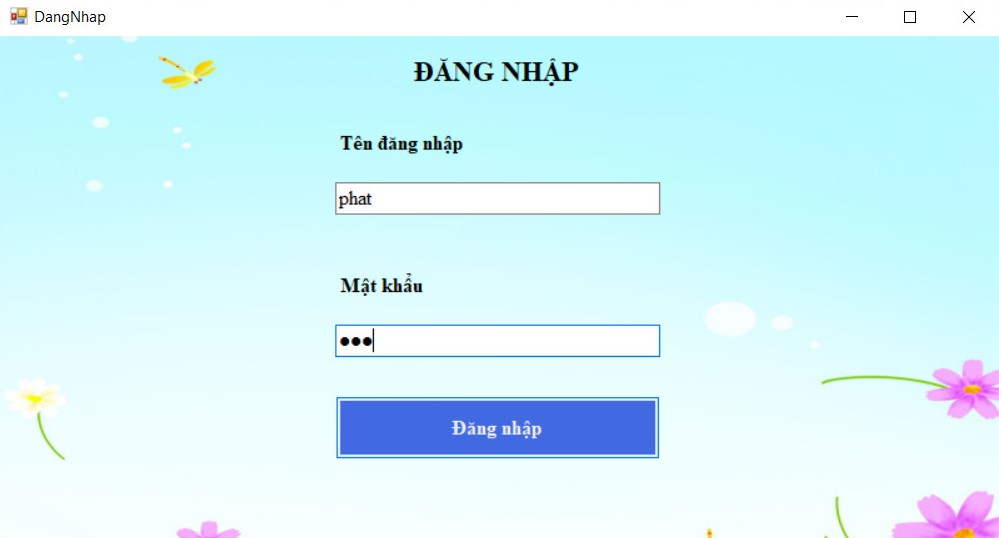 DangNhap
ĐĂNG NHẬP
Tên đăng nhập
phat
Mật khẩu
●●●
Đăng nhập